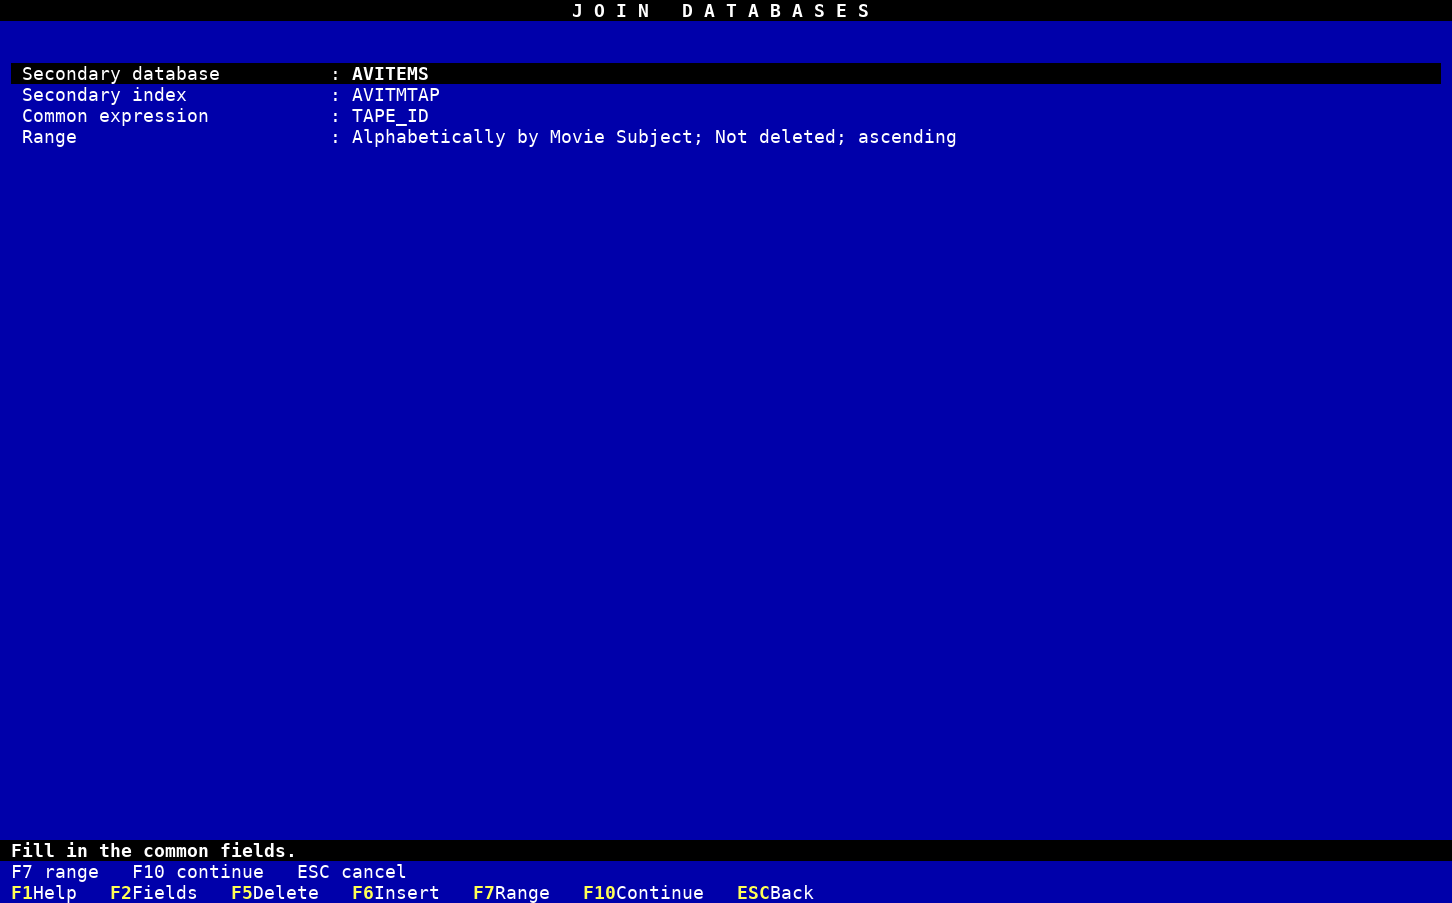 J O I N   D A T A B A S E S
Secondary database          : AVITEMS
Secondary index             : AVITMTAP
Common expression           : TAPE_ID
Range                       : Alphabetically by Movie Subject; Not deleted; ascending
Fill in the common fields.
F7 range   F10 continue   ESC cancel
F1Help   F2Fields   F5Delete   F6Insert   F7Range   F10Continue   ESCBack